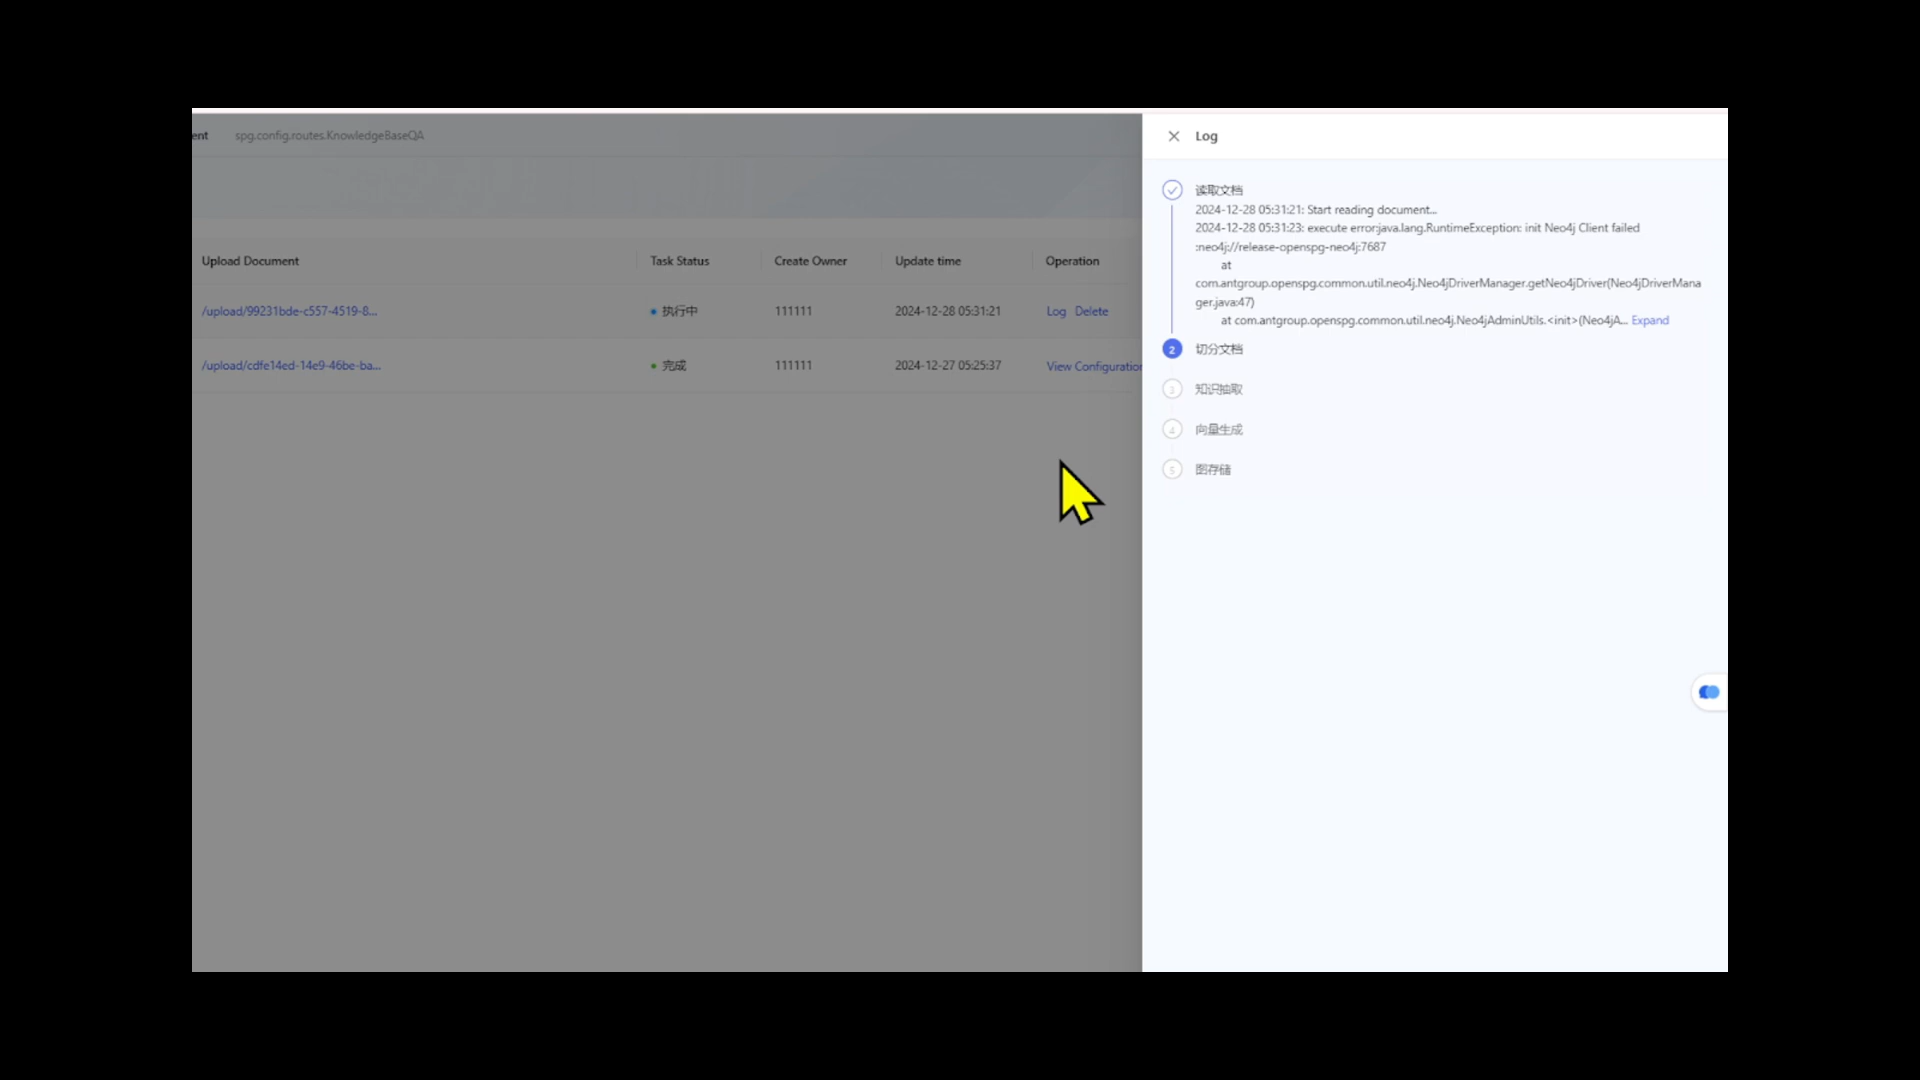 ent spg.config.routes.KnowledgeBaseQA
Upload Document Task Status Create Owner Update time Operation
/upload/99231bde-c557-4519-8... 执行中 111111 2024-12-28 05:31:21 Log Delete
/upload/cdfe14ed-14e9-46be-ba... 完成 111111 2024-12-27 05:25:37 View Configuration
Log
读取文档
2024-12-28 05:31:21: Start reading document...
2024-12-28 05:31:23: execute error:java.lang.RuntimeException: init Neo4j Client failed
:neo4j://release-openspg-neo4j:7687
at
com.antgroup.openspg.common.util.neo4j.Neo4jDriverManager.getNeo4jDriver(Neo4jDriverMana
ger.java:47)
at com.antgroup.openspg.common.util.neo4j.Neo4jAdminUtils.<init>(Neo4jA... Expand
2 切分文档
3 知识抽取
4 向量生成
5 图存储